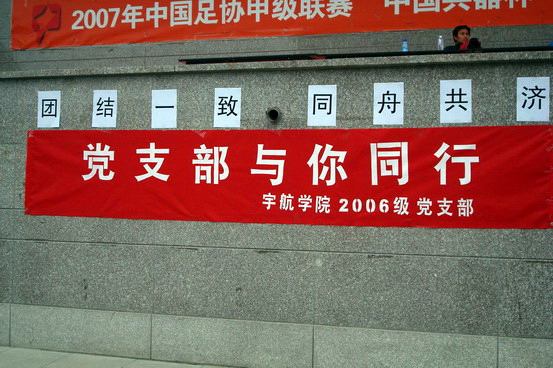 2007年中国足协甲级联赛 中国兵器杯
团结一致 同舟共济
党支部与你同行
宇航学院 2006级 党支部